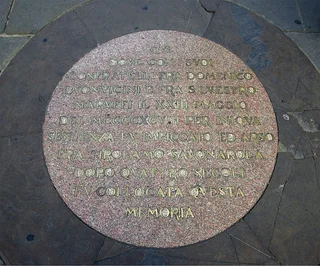 QUI
DOVE CON I SUOI
CONFRATELLI FRA DOMENICO
BUONVICINI E FRA SILVESTRO
MARUFFI IL XXIII MAGGIO
DEL MCCCCXCVIII PER INIQUA
SENTENZA FU IMPICCATO ED ARSO
FRA GIROLAMO SAVONAROLA
DOPO QUATTRO SECOLI
FU COLLOCATA QUESTA
MEMORIA